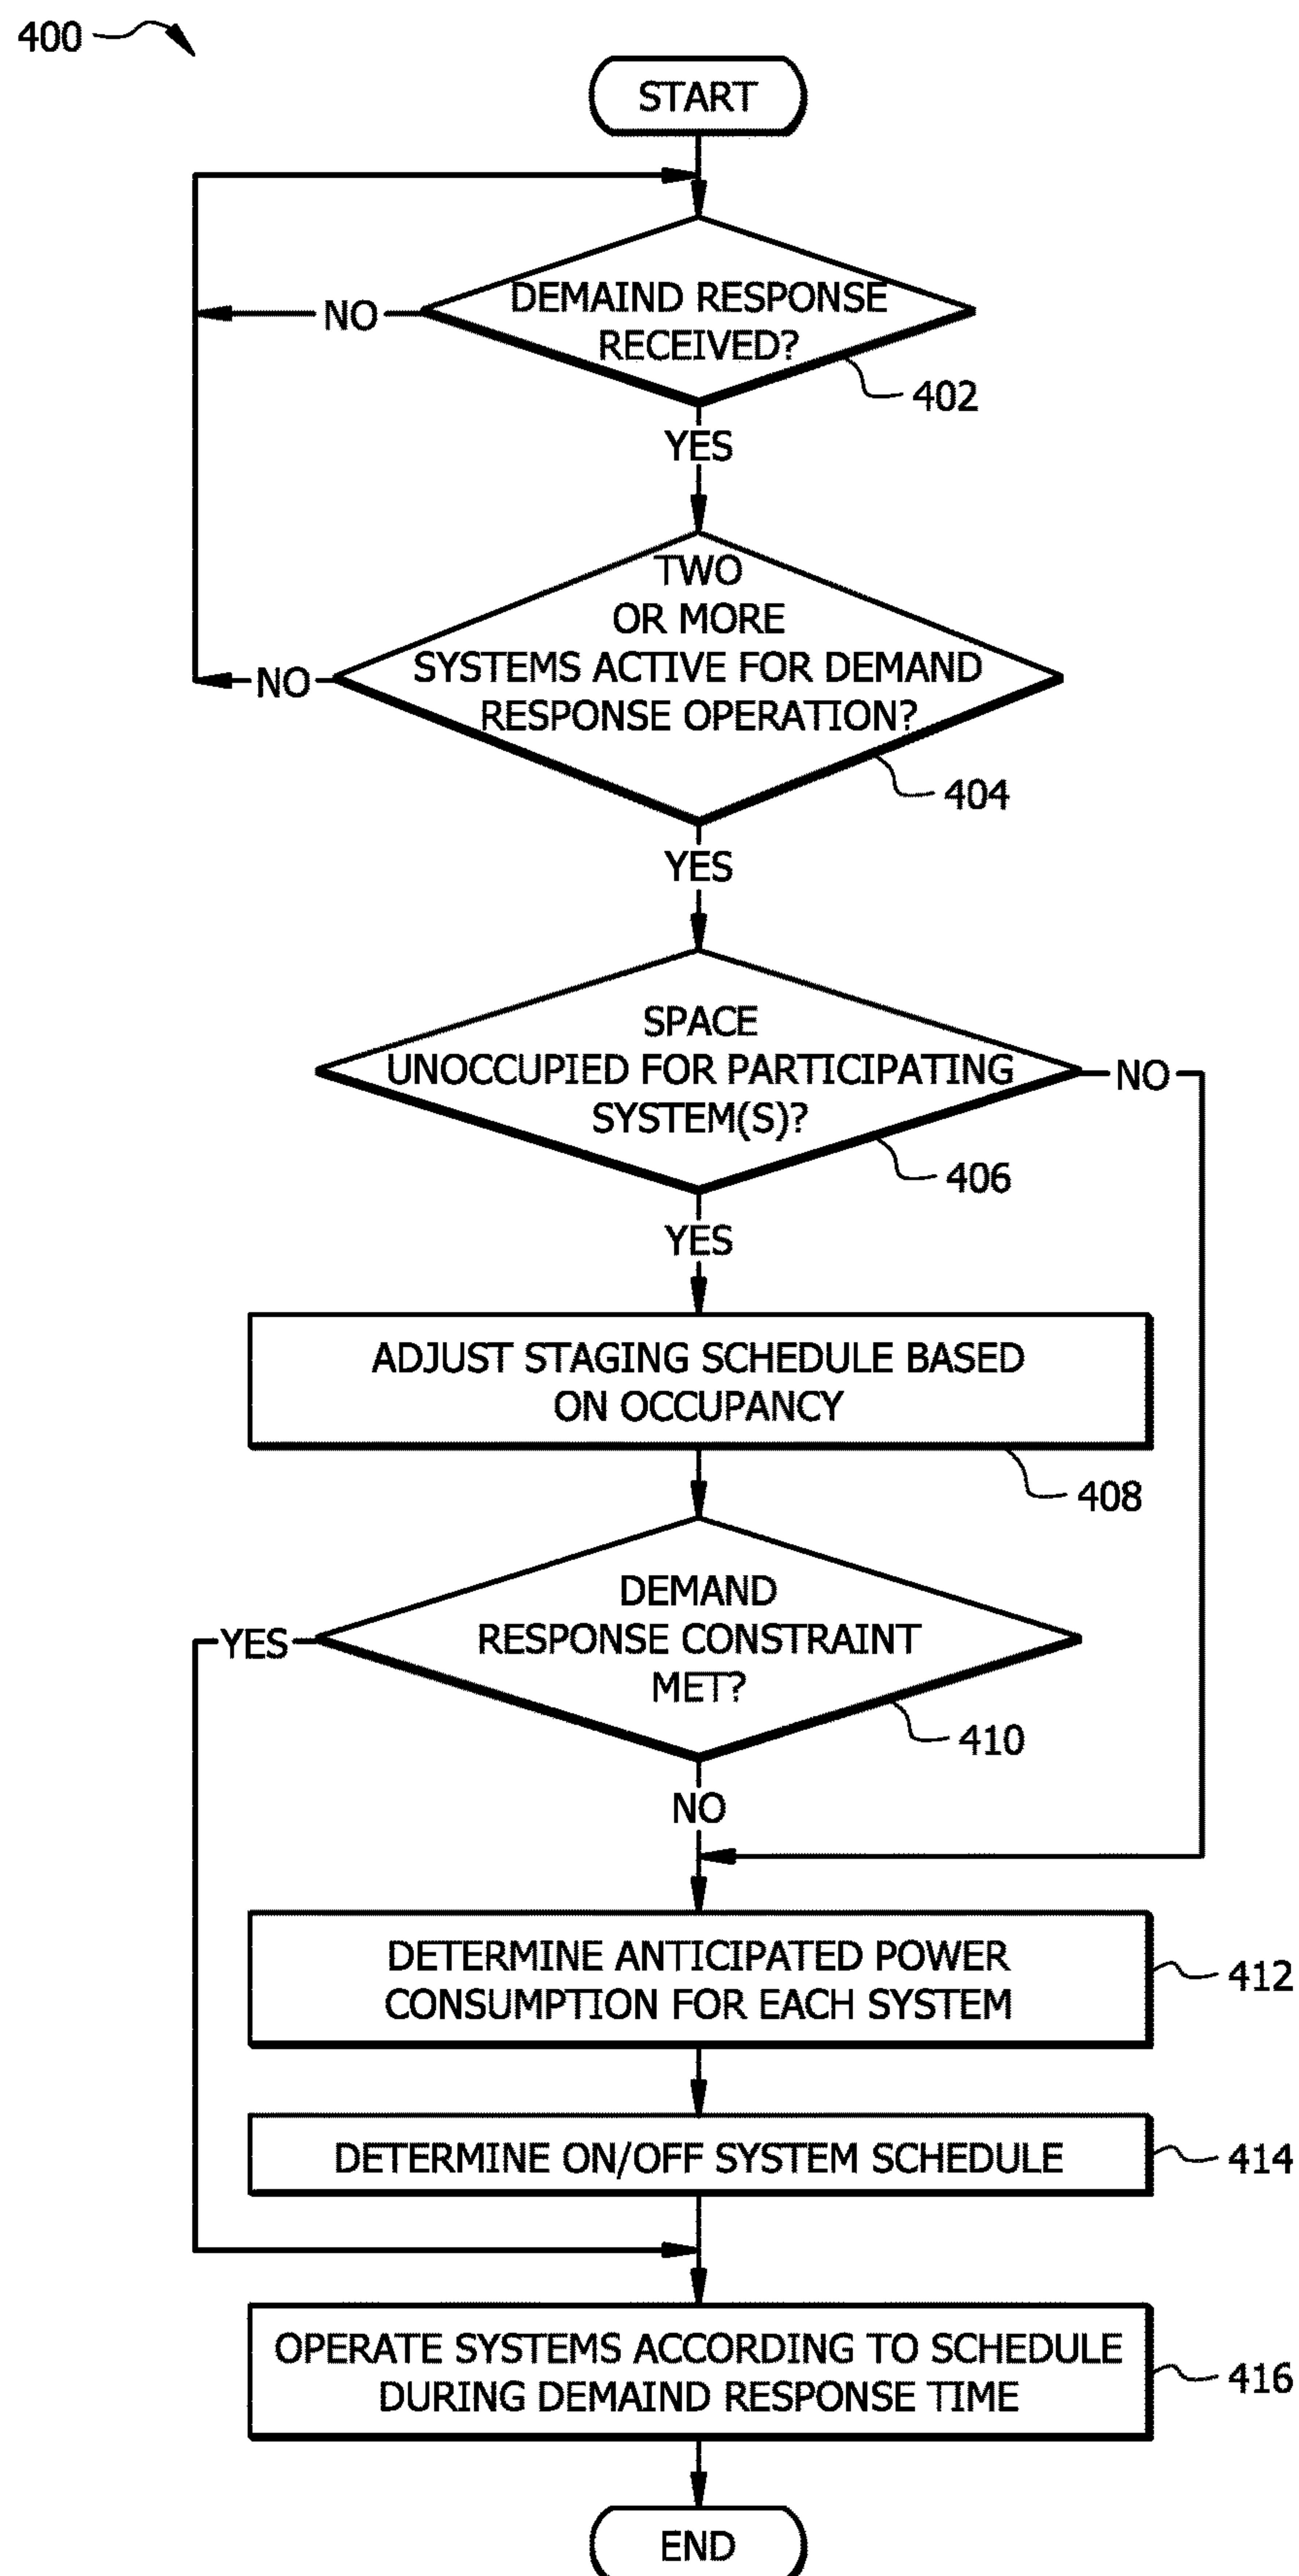 400
START
DEMAIND RESPONSE
RECEIVED?
NO
402
YES
TWO
OR MORE
SYSTEMS ACTIVE FOR DEMAND
RESPONSE OPERATION?
NO
404
YES
SPACE
UNOCCUPIED FOR PARTICIPATING
SYSTEM(S)?
NO
406
YES
ADJUST STAGING SCHEDULE BASED
ON OCCUPANCY
408
DEMAND
RESPONSE CONSTRAINT
MET?
YES
410
NO
DETERMINE ANTICIPATED POWER
CONSUMPTION FOR EACH SYSTEM
412
DETERMINE ON/OFF SYSTEM SCHEDULE
414
OPERATE SYSTEMS ACCORDING TO SCHEDULE
DURING DEMAIND RESPONSE TIME
416
END